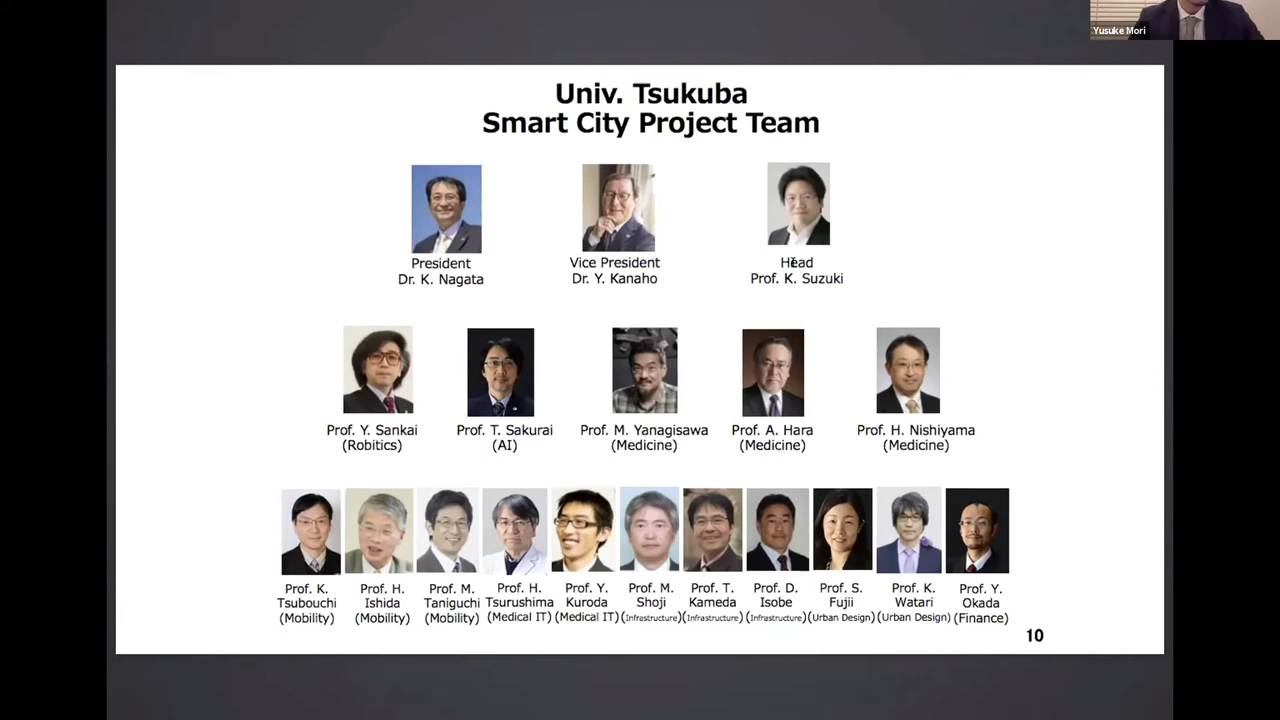 Yusuke Mori
Univ. Tsukuba
Smart City Project Team
President
Dr. K. Nagata
Vice President
Dr. Y. Kanaho
Head
Prof. K. Suzuki
Prof. Y. Sankai
(Robitics)
Prof. T. Sakurai
(AI)
Prof. M. Yanagisawa
(Medicine)
Prof. A. Hara
(Medicine)
Prof. H. Nishiyama
(Medicine)
Prof. K.
Tsubouchi
(Mobility)
Prof. H.
Ishida
(Mobility)
Prof. M.
Taniguchi
(Mobility)
Prof. H.
Tsurushima
(Medical IT)
Prof. Y.
Kuroda
(Medical IT)
Prof. M.
Shoji
(Infrastructure)
Prof. T.
Kameda
(Infrastructure)
Prof. D.
Isobe
(Infrastructure)
Prof. S.
Fujii
(Urban Design)
Prof. K.
Watari
(Urban Design)
Prof. Y.
Okada
(Finance)
10